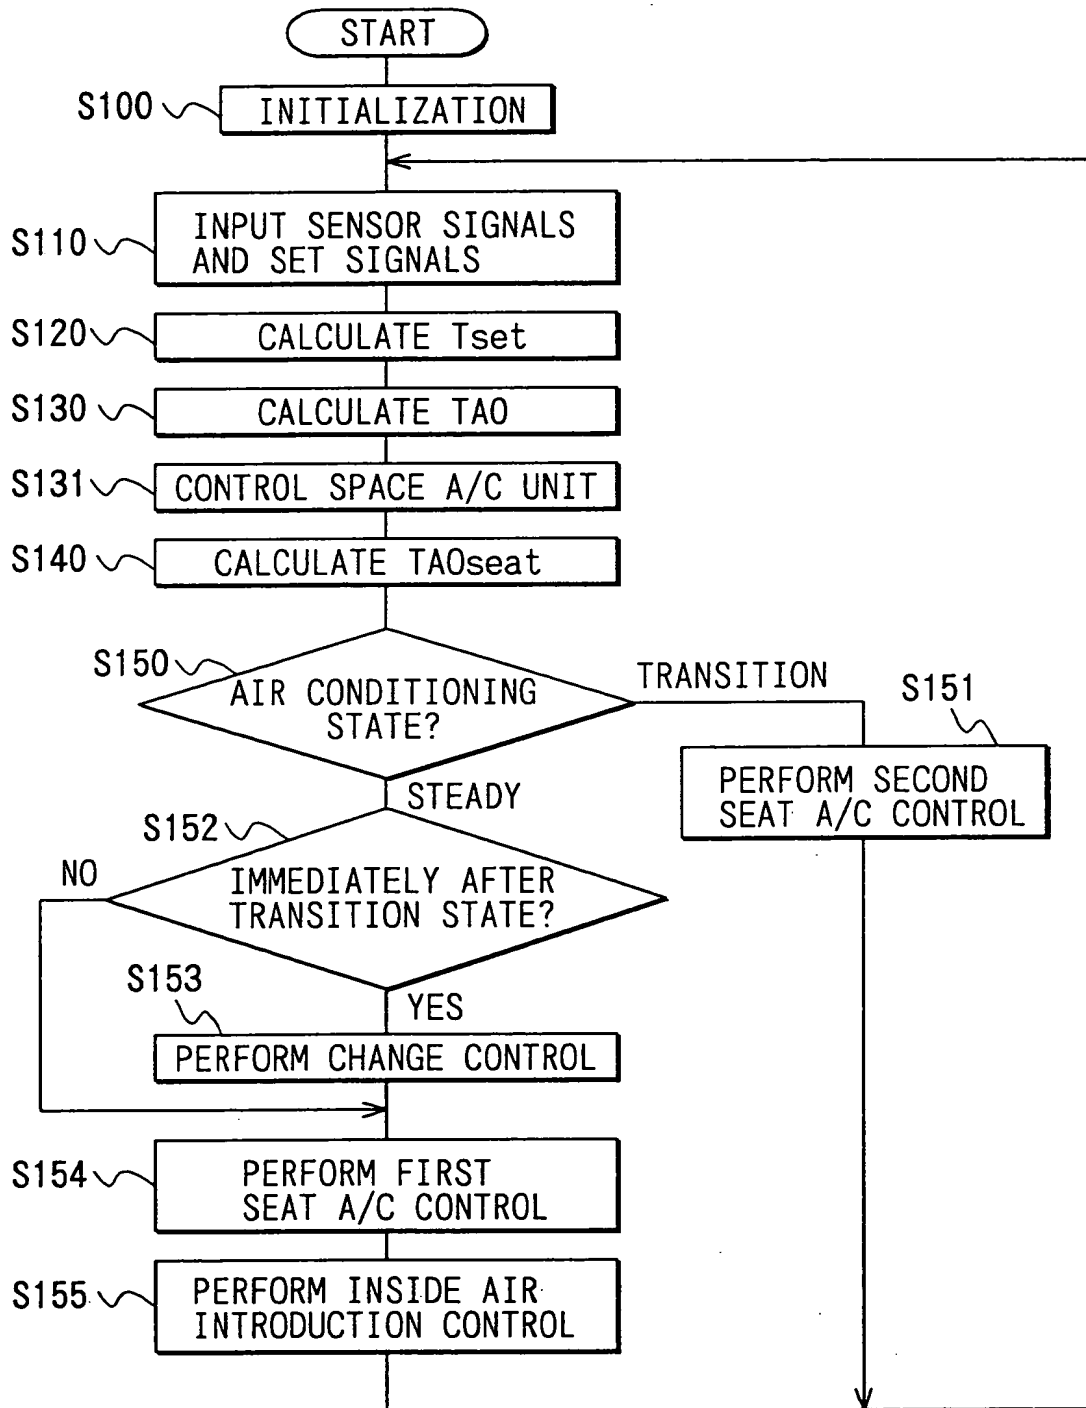 START
S100
INITIALIZATION
S110
INPUT SENSOR SIGNALS
AND SET SIGNALS
S120
CALCULATE Tset
S130
CALCULATE TAO
S131
CONTROL SPACE A/C UNIT
S140
CALCULATE TAOseat
S150
AIR CONDITIONING
STATE?
TRANSITION
S151
PERFORM SECOND
SEAT A/C CONTROL
STEADY
S152
NO
IMMEDIATELY AFTER
TRANSITION STATE?
S153
YES
PERFORM CHANGE CONTROL
S154
PERFORM FIRST
SEAT A/C CONTROL
S155
PERFORM INSIDE AIR
INTRODUCTION CONTROL